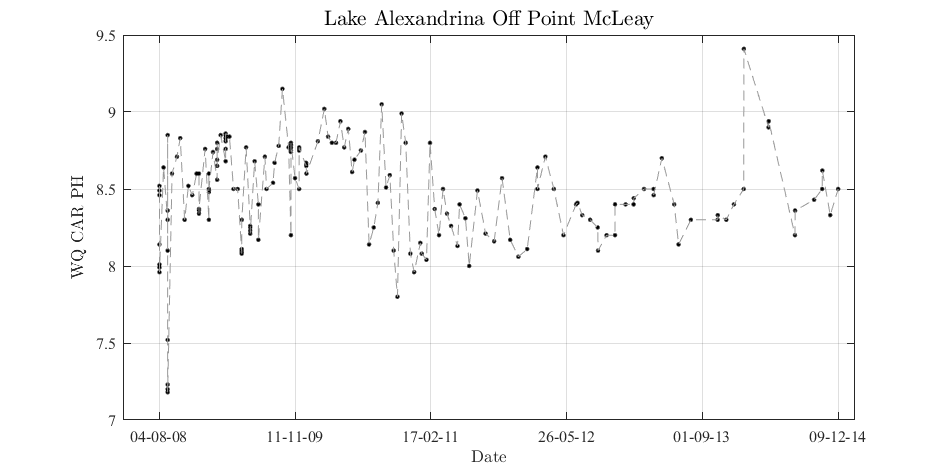 Lake Alexandrina Off Point McLeay
9.5
9
8.5
8
7.5
7
WQ CAR PH
04-08-08 11-11-09 17-02-11 26-05-12 01-09-13 09-12-14
Date